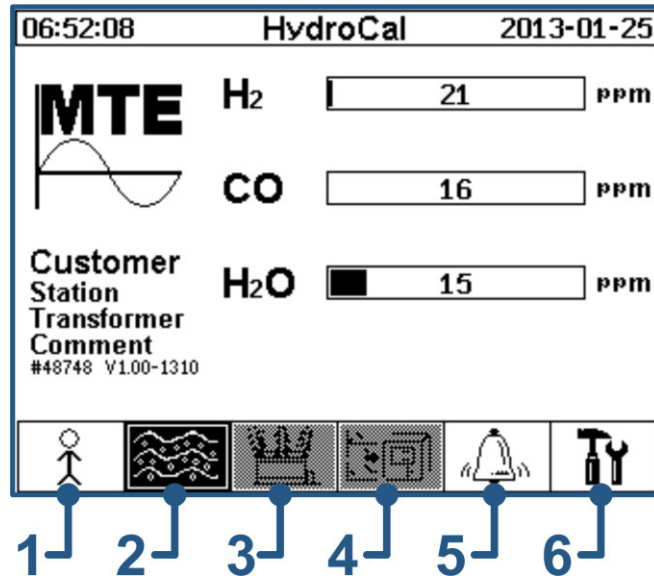 06:52:08 HydroCal 2013-01-25
MTE
H2 21 ppm
CO 16 ppm
H2O 15 ppm
Customer
Station
Transformer
Comment
#48748 V1.00-1310
1 2 3 4 5 6